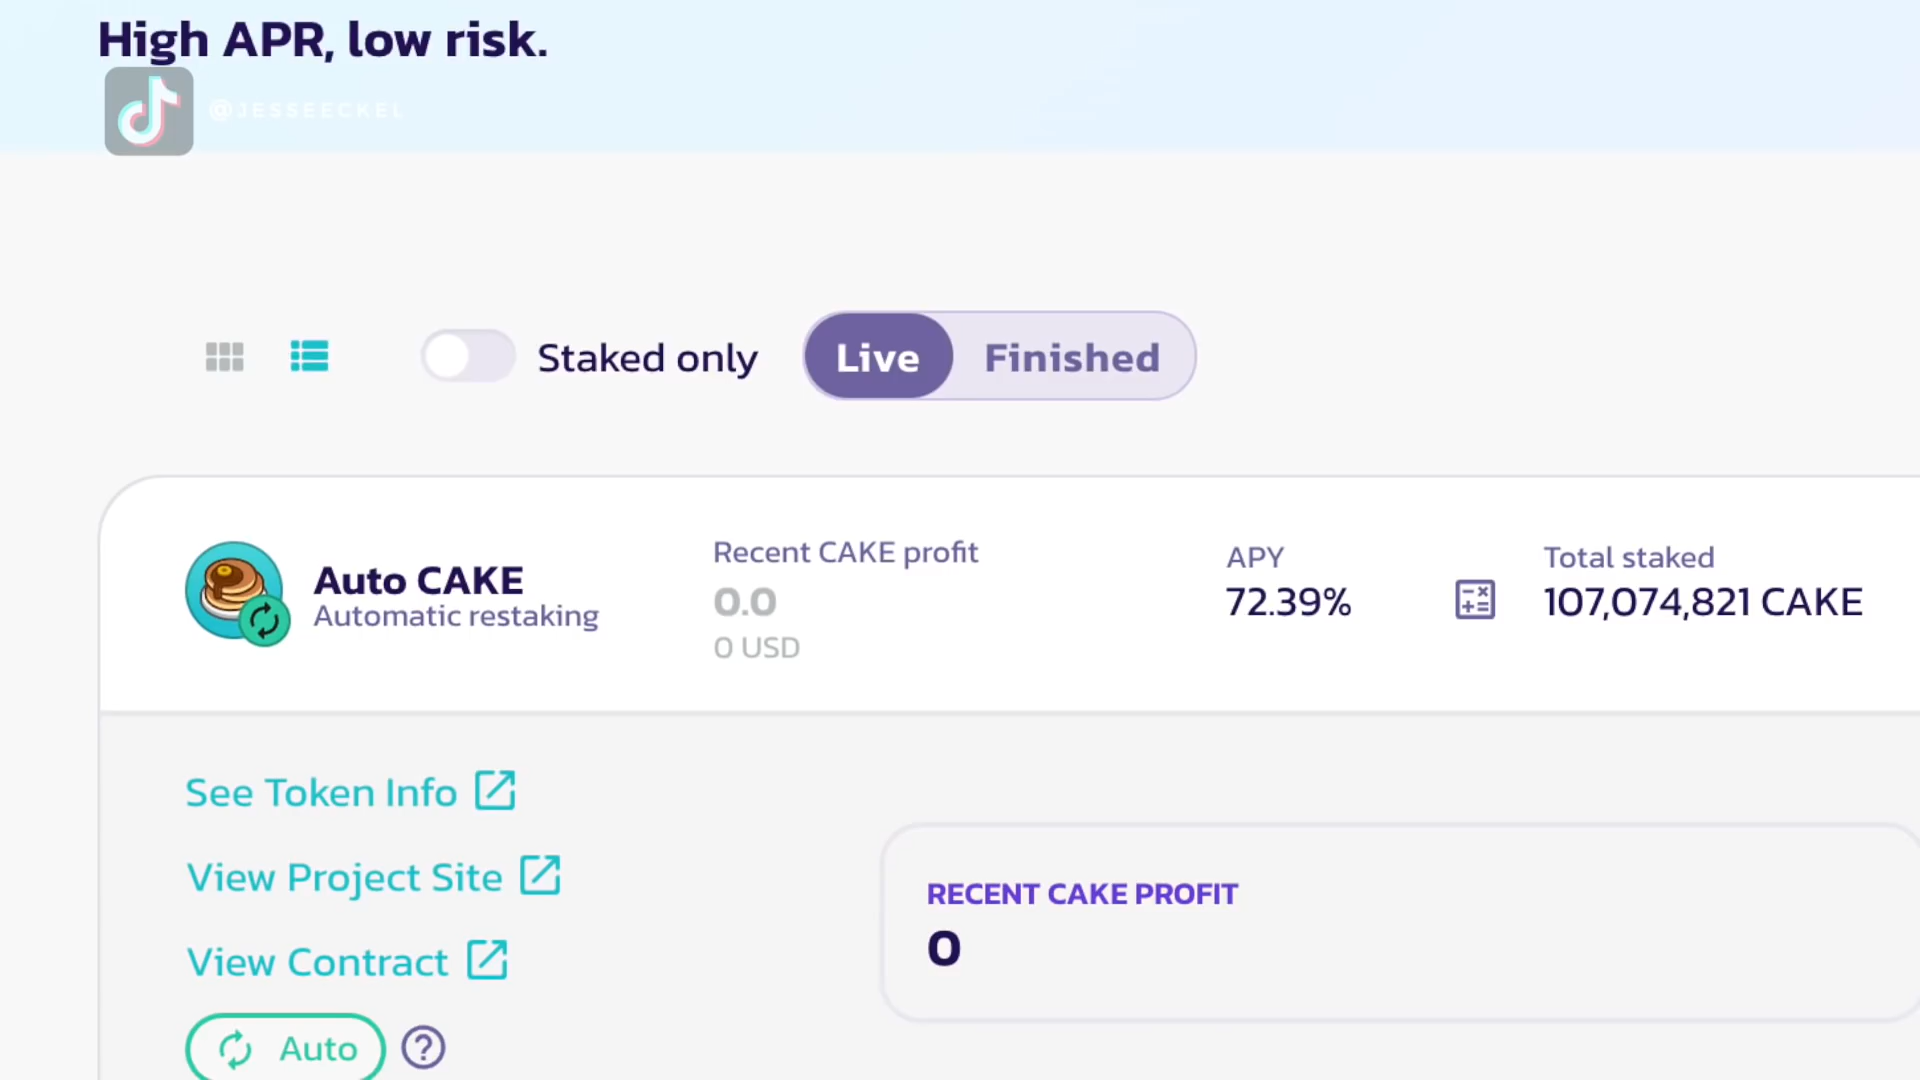 High APR, low risk.
@JESSEECKEL
Staked only
Live
Finished
Auto CAKE
Automatic restaking
Recent CAKE profit
0.0
0 USD
APY
72.39%
Total staked
107,074,821 CAKE
See Token Info
View Project Site
View Contract
Auto
RECENT CAKE PROFIT
0